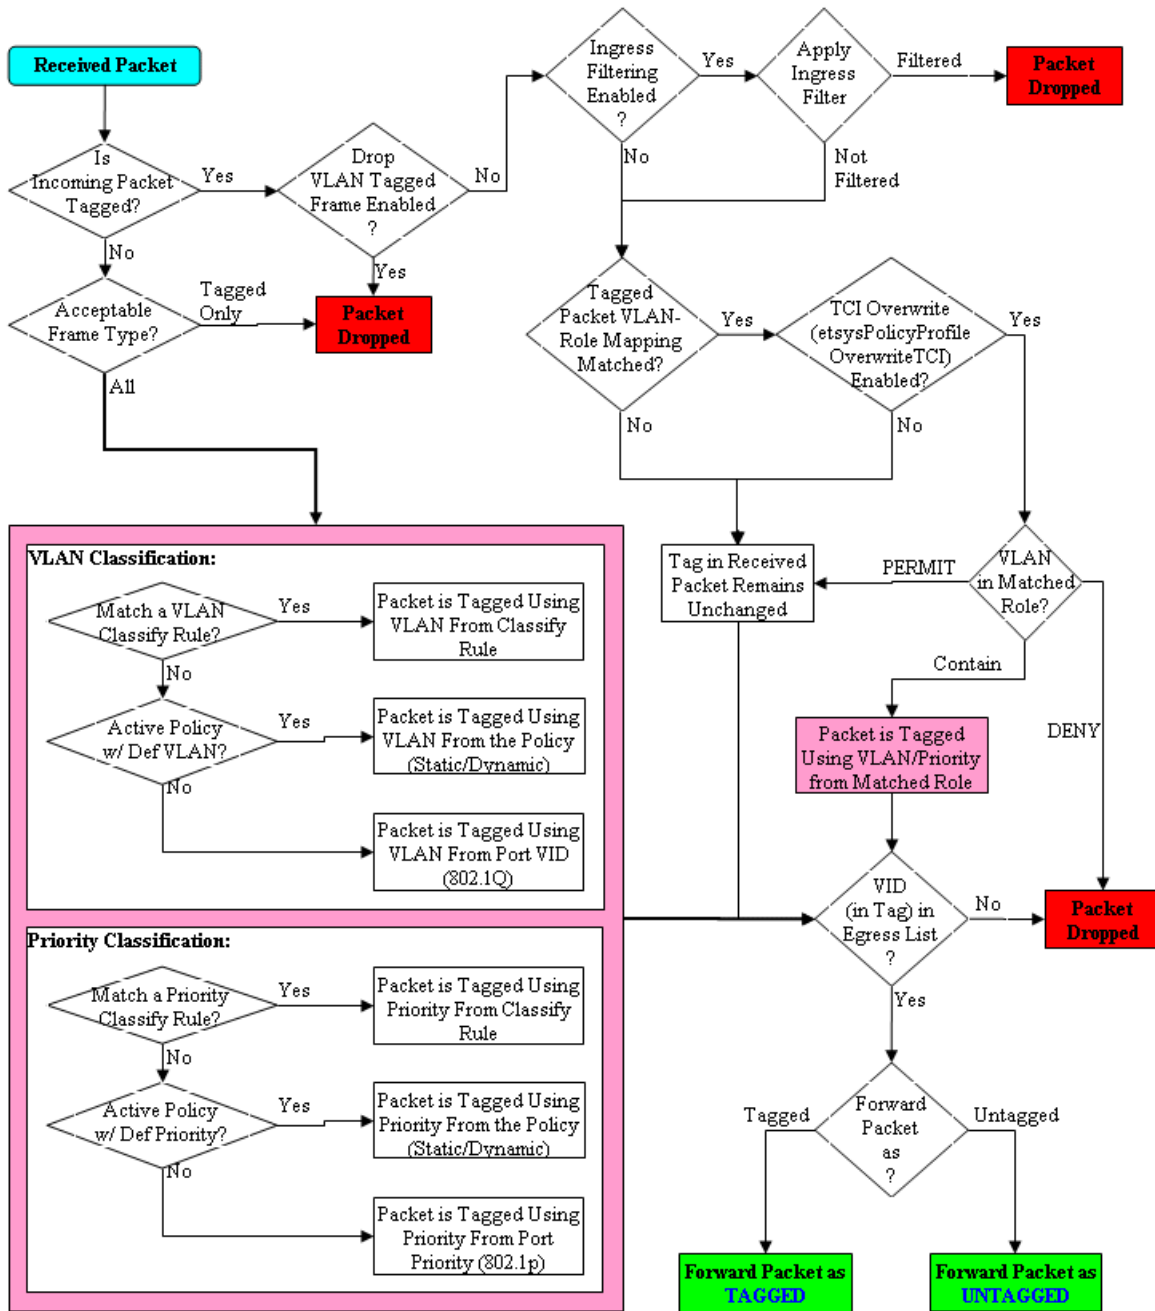 Received Packet
Ingress
Filtering
Enabled
?
Yes
Apply
Ingress
Filter
Filtered
Packet
Dropped
No
Not
Filtered
Is
Incoming Packet
Tagged?
Yes
Drop
VLAN Tagged
Frame Enabled
?
No
No
Yes
Acceptable
Frame Type?
Tagged
Only
Packet
Dropped
All
Tagged
Packet VLAN-
Role Mapping
Matched?
Yes
TCI Overwrite
(etsysPolicyProfile
OverwriteTCI)
Enabled?
Yes
No
No
Tag in Received
Packet Remains
Unchanged
PERMIT
VLAN
in Matched
Role?
Contain
DENY
Packet is Tagged
Using VLAN/Priority
from Matched Role
VLAN Classification:
Match a VLAN
Classify Rule?
Yes
Packet is Tagged Using
VLAN From Classify
Rule
No
Active Policy
w/ Def VLAN?
Yes
Packet is Tagged Using
VLAN From the Policy
(Static/Dynamic)
No
Packet is Tagged Using
VLAN From Port VID
(802.1Q)
VID
(in Tag) in
Egress List
?
No
Packet
Dropped
Yes
Priority Classification:
Match a Priority
Classify Rule?
Yes
Packet is Tagged Using
Priority From Classify
Rule
No
Active Policy
w/ Def Priority?
Yes
Packet is Tagged Using
Priority From the Policy
(Static/Dynamic)
No
Packet is Tagged Using
Priority From Port
Priority (802.1p)
Tagged
Forward
Packet
as
?
Untagged
Forward Packet as
TAGGED
Forward Packet as
UNTAGGED